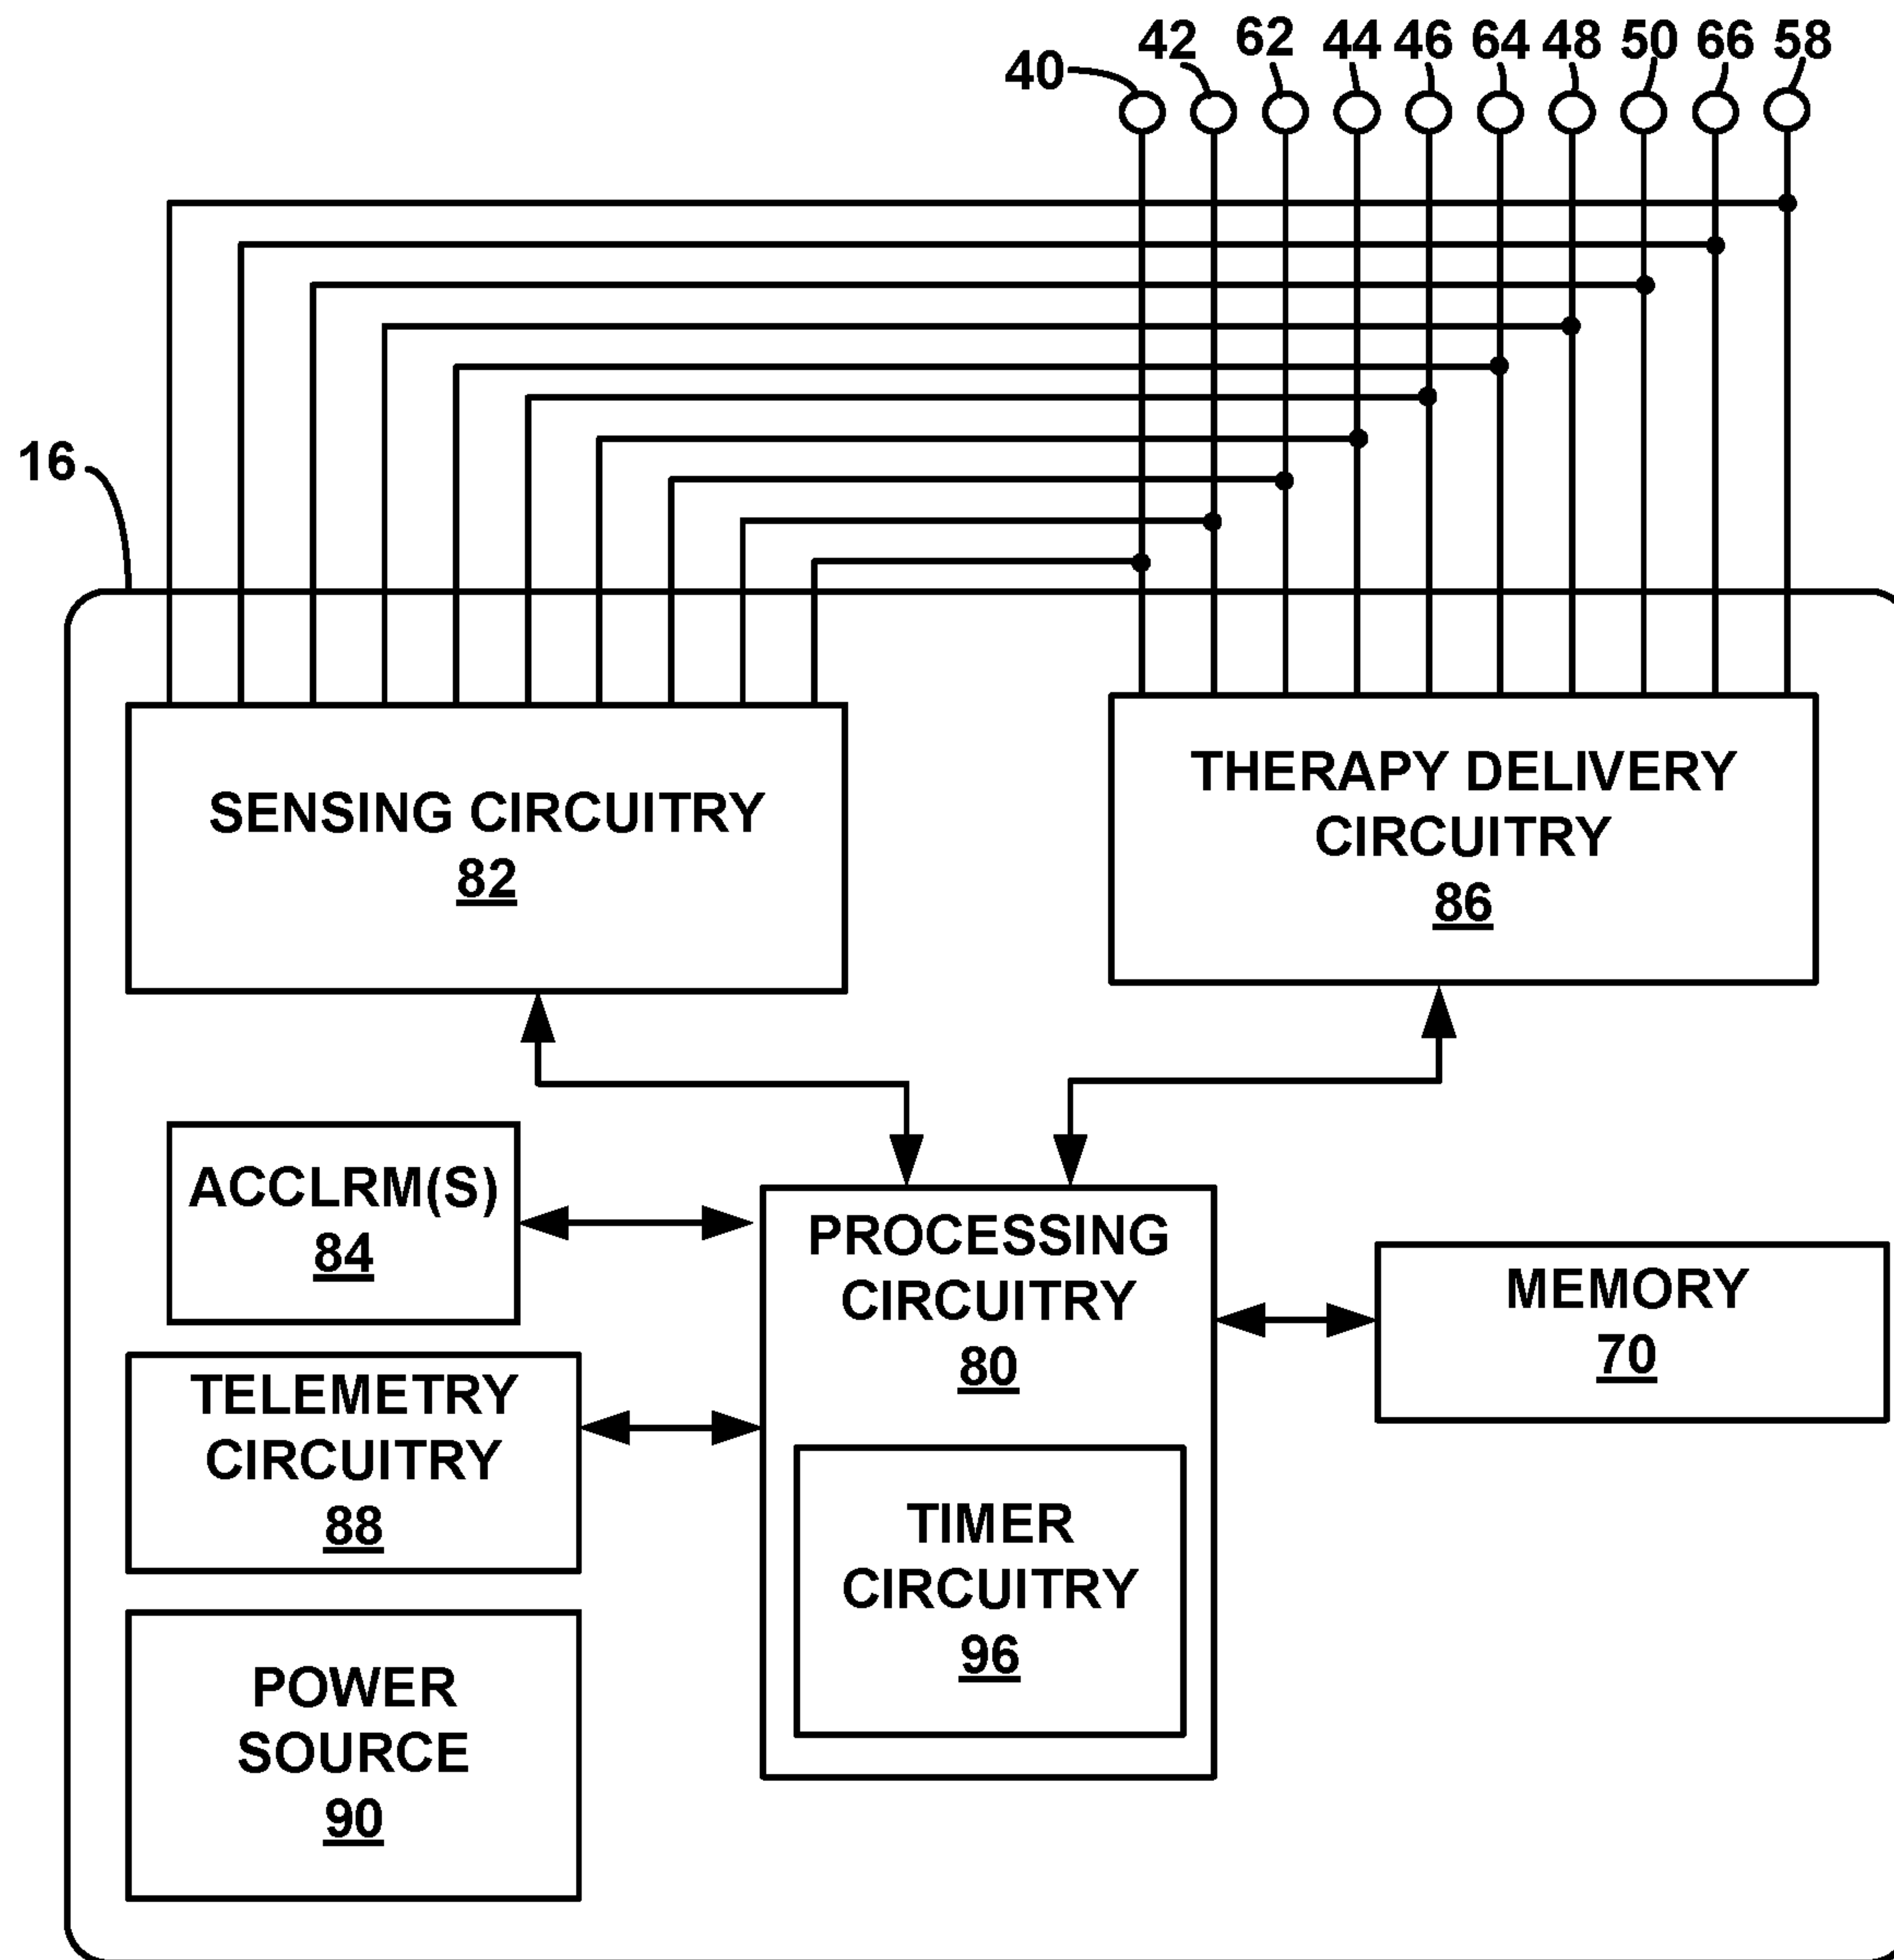 40 42 62 44 46 64 48 50 66 58
16
SENSING CIRCUITRY
82
THERAPY DELIVERY
CIRCUITRY
86
ACCLRM(S)
84
PROCESSING
CIRCUITRY
80
MEMORY
70
TELEMETRY
CIRCUITRY
88
TIMER
CIRCUITRY
96
POWER
SOURCE
90